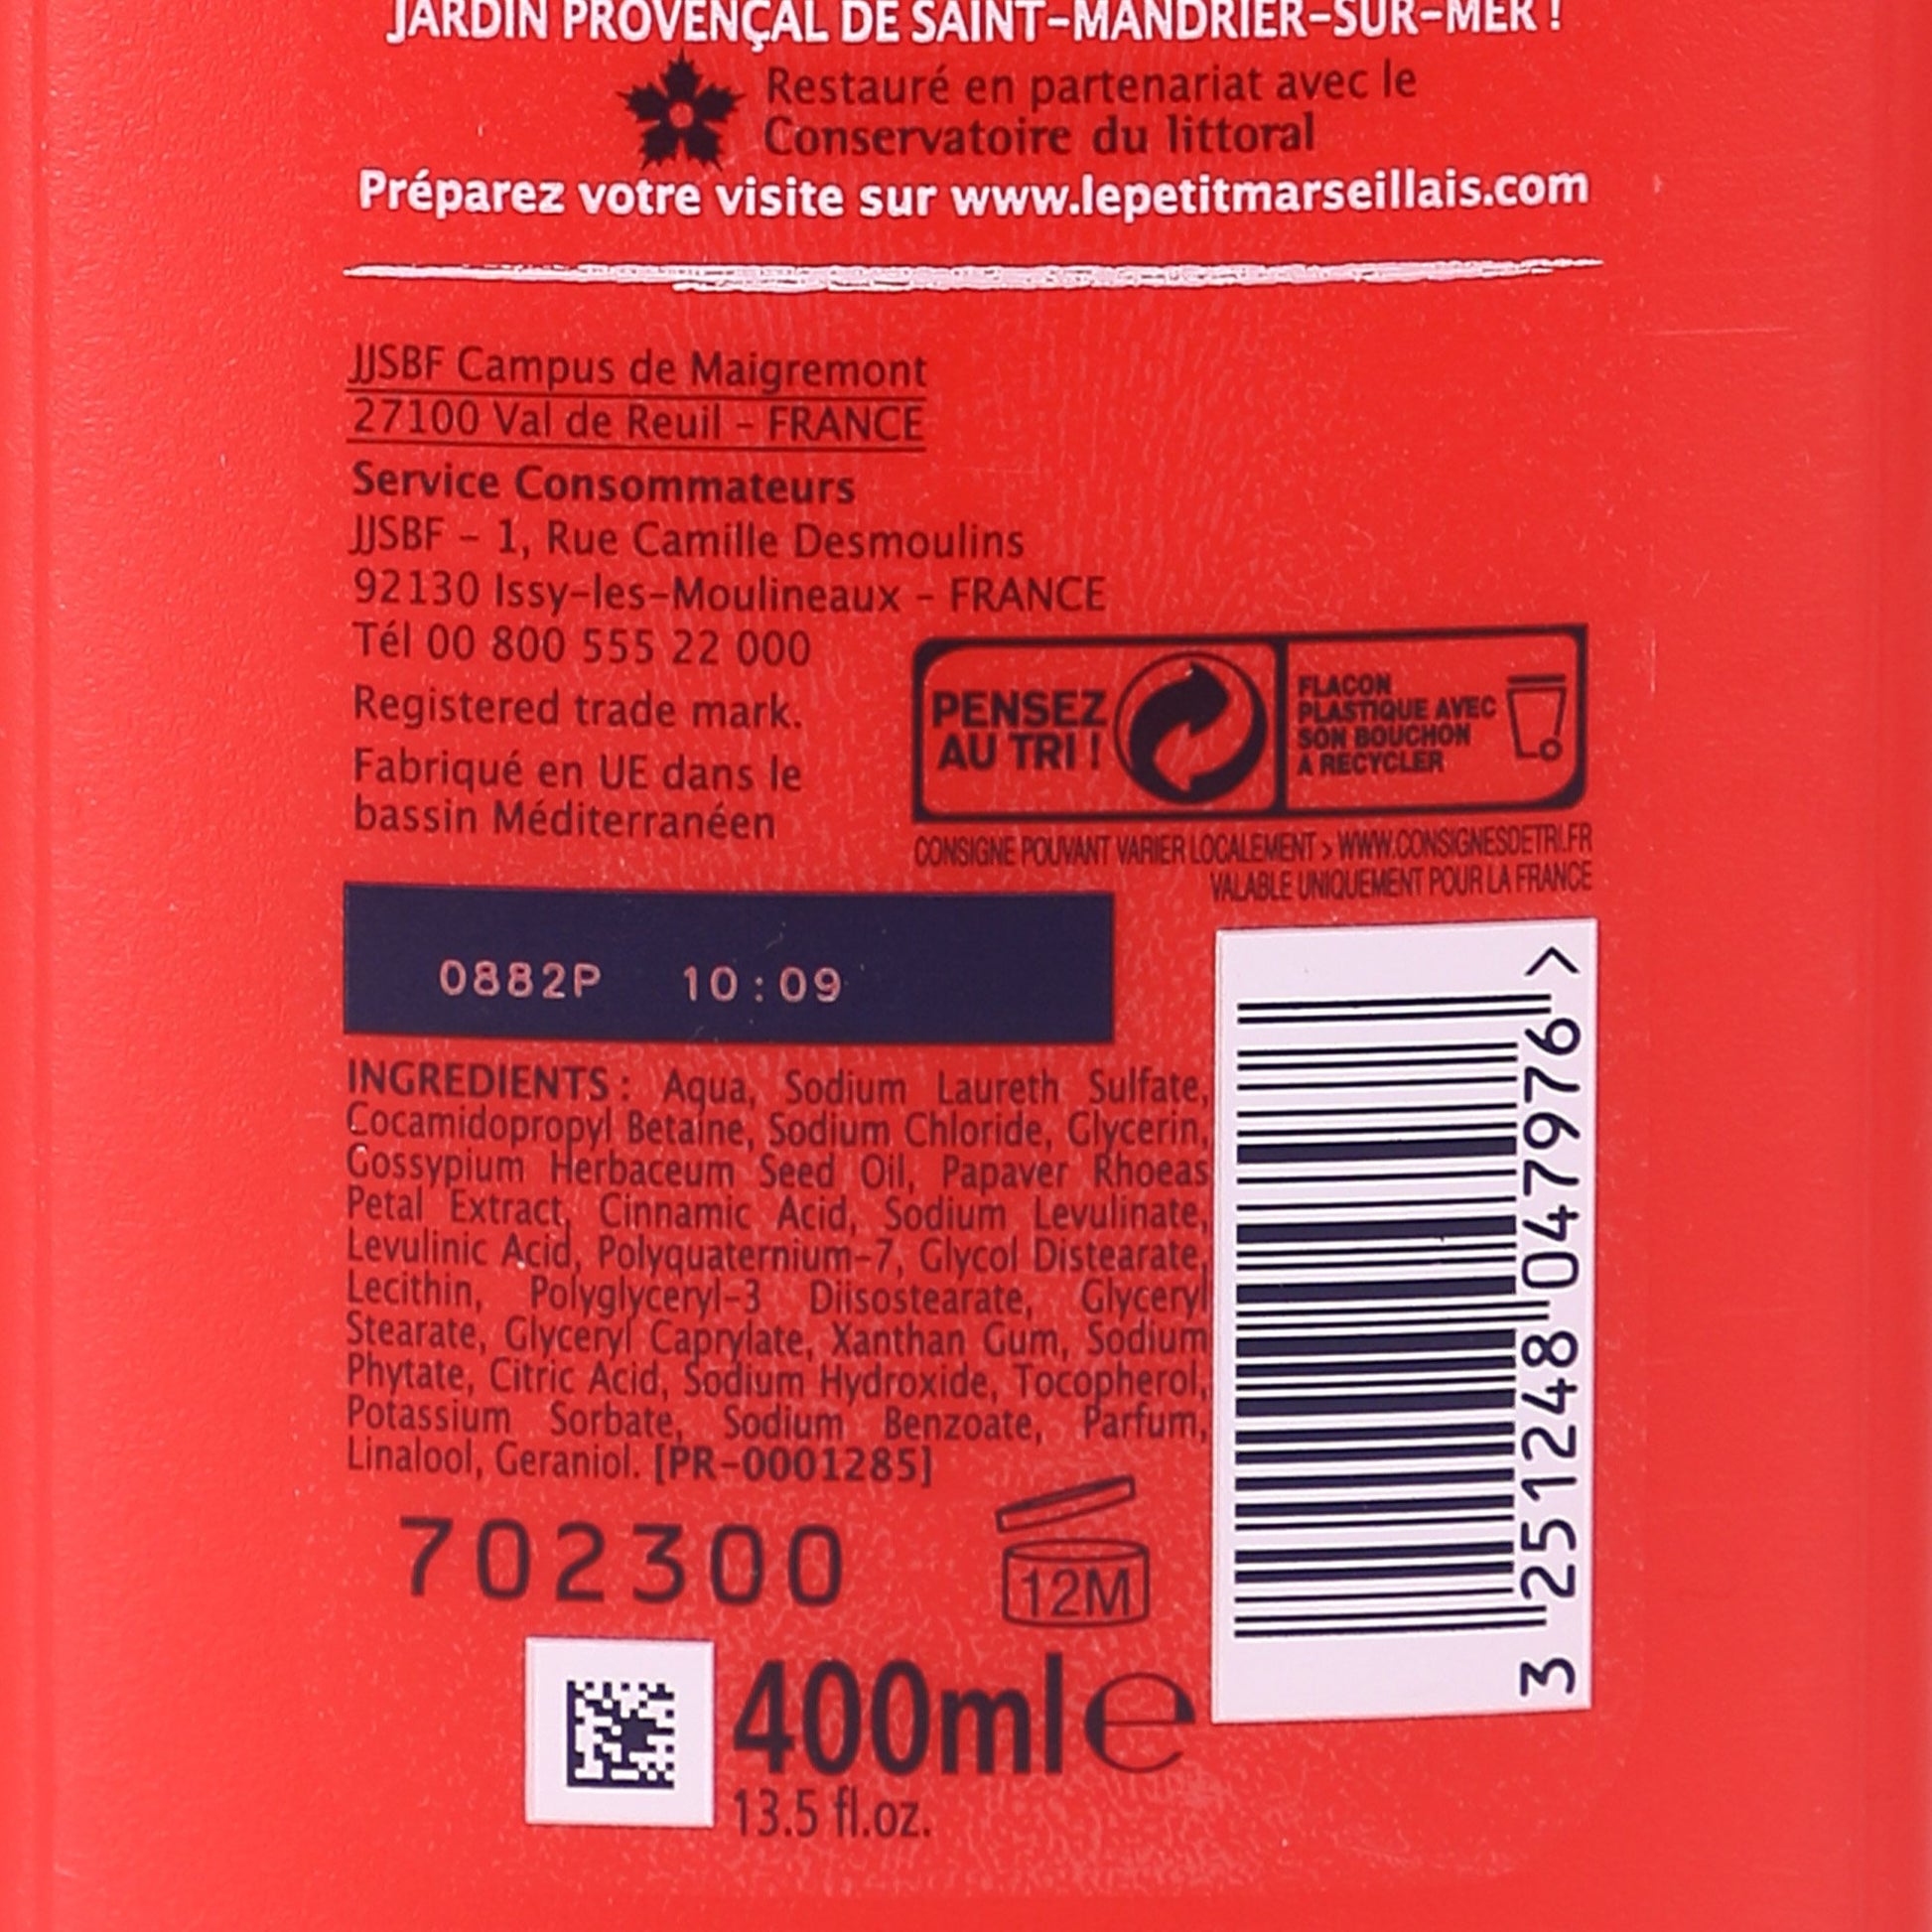 JARDIN PROVENÇAL DE SAINT-MANDRIER-SUR-MER !
Restauré en partenariat avec le
Conservatoire du littoral
Préparez votre visite sur www.lepetitmarseillais.com
JJSBF Campus de Maigremont
27100 Val de Reuil - FRANCE
Service Consommateurs
JJSBF - 1, Rue Camille Desmoulins
92130 Issy-les-Moulineaux - FRANCE
Tél 00 800 555 22 000
Registered trade mark.
Fabriqué en UE dans le
bassin Méditerranéen
PENSEZ
AU TRI !
FLACON
PLASTIQUE AVEC
SON BOUCHON
A RECYCLER
CONSIGNE POUVANT VARIER LOCALEMENT > WWW.CONSIGNESDETRI.FR
VALABLE UNIQUEMENT POUR LA FRANCE
0882P 10:09
INGREDIENTS : Aqua, Sodium Laureth Sulfate,
Cocamidopropyl Betaine, Sodium Chloride, Glycerin,
Gossypium Herbaceum Seed Oil, Papaver Rhoeas
Petal Extract, Cinnamic Acid, Sodium Levulinate,
Levulinic Acid, Polyquaternium-7, Glycol Distearate,
Lecithin, Polyglyceryl-3 Diisostearate, Glyceryl
Stearate, Glyceryl Caprylate, Xanthan Gum, Sodium
Phytate, Citric Acid, Sodium Hydroxide, Tocopherol,
Potassium Sorbate, Sodium Benzoate, Parfum,
Linalool, Geraniol. [PR-0001285]
702300
12M
400ml e
13.5 fl.oz.
3 251248 047976 >